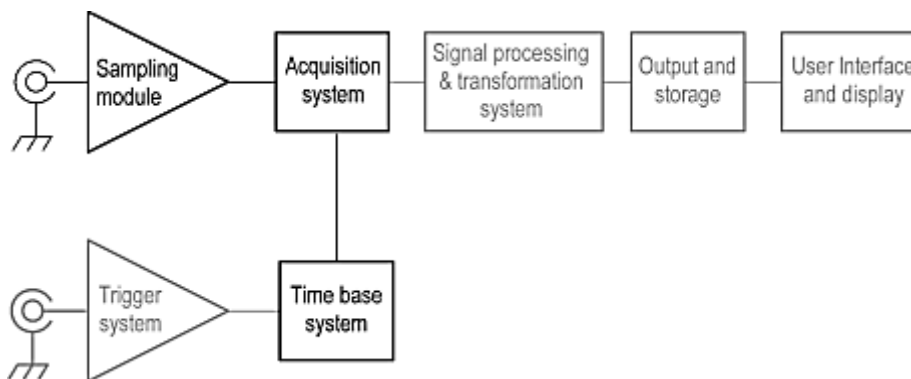 Sampling
module
Acquisition
system
Signal processing
& transformation
system
Output and
storage
User Interface
and display
Trigger
system
Time base
system